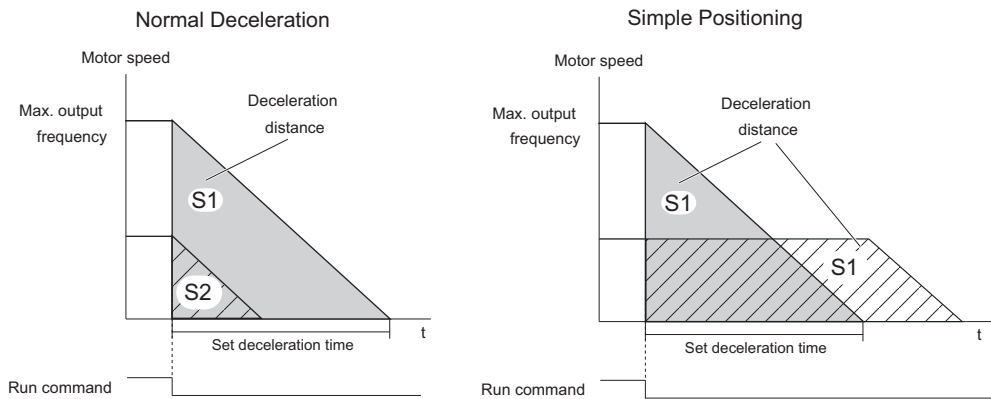 Normal Deceleration
Motor speed
Max. output
frequency
Deceleration
distance
S1
S2
t
Set deceleration time
Run command
Simple Positioning
Motor speed
Max. output
frequency
Deceleration
distance
S1
S1
t
Set deceleration time
Run command